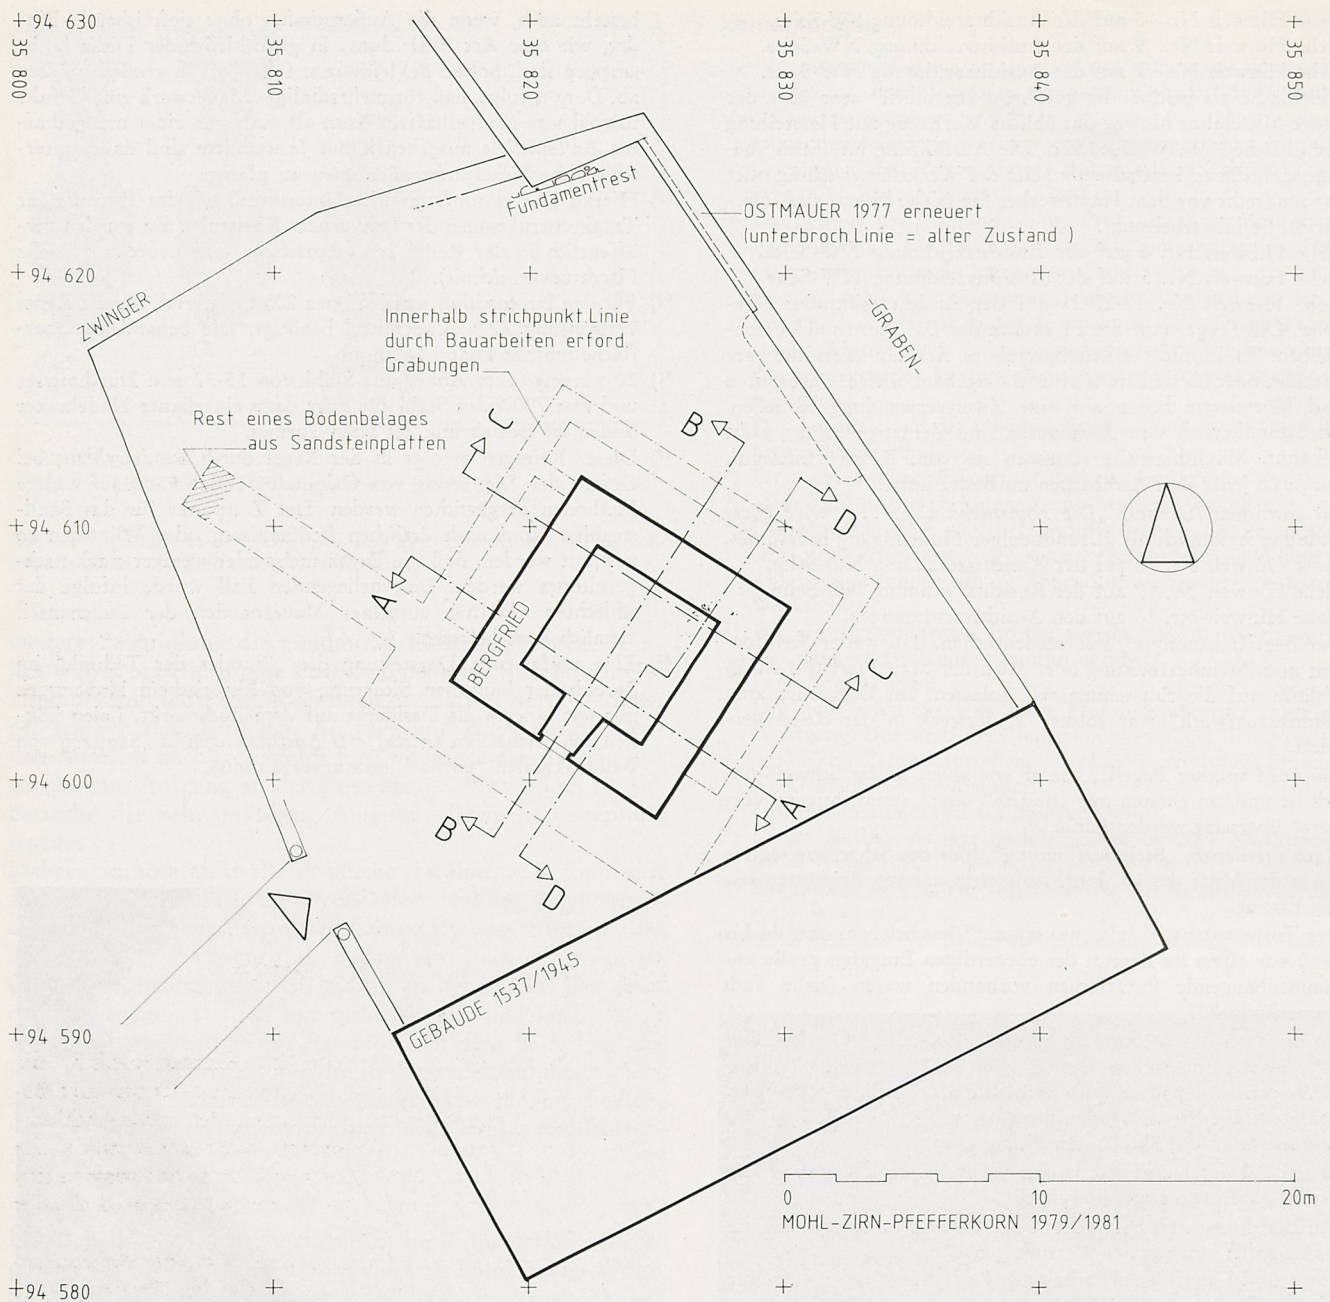 94 630
35 800
35 810
35 820
35 830
35 840
35 850
Fundamentrest
OSTMAUER 1977 erneuert
(unterbroch.Linie = alter Zustand )
94 620
ZWINGER
-GRABEN-
Innerhalb strichpunkt.Linie
durch Bauarbeiten erford.
Grabungen
Rest eines Bodenbelages
aus Sandsteinplatten
C
B
D
94 610
A
BERGFRIED
C
94 600
A
B
D
GEBÄUDE 1537/1945
94 590
0
10
20m
MOHL-ZIRN-PFEFFERKORN 1979/1981
94 580